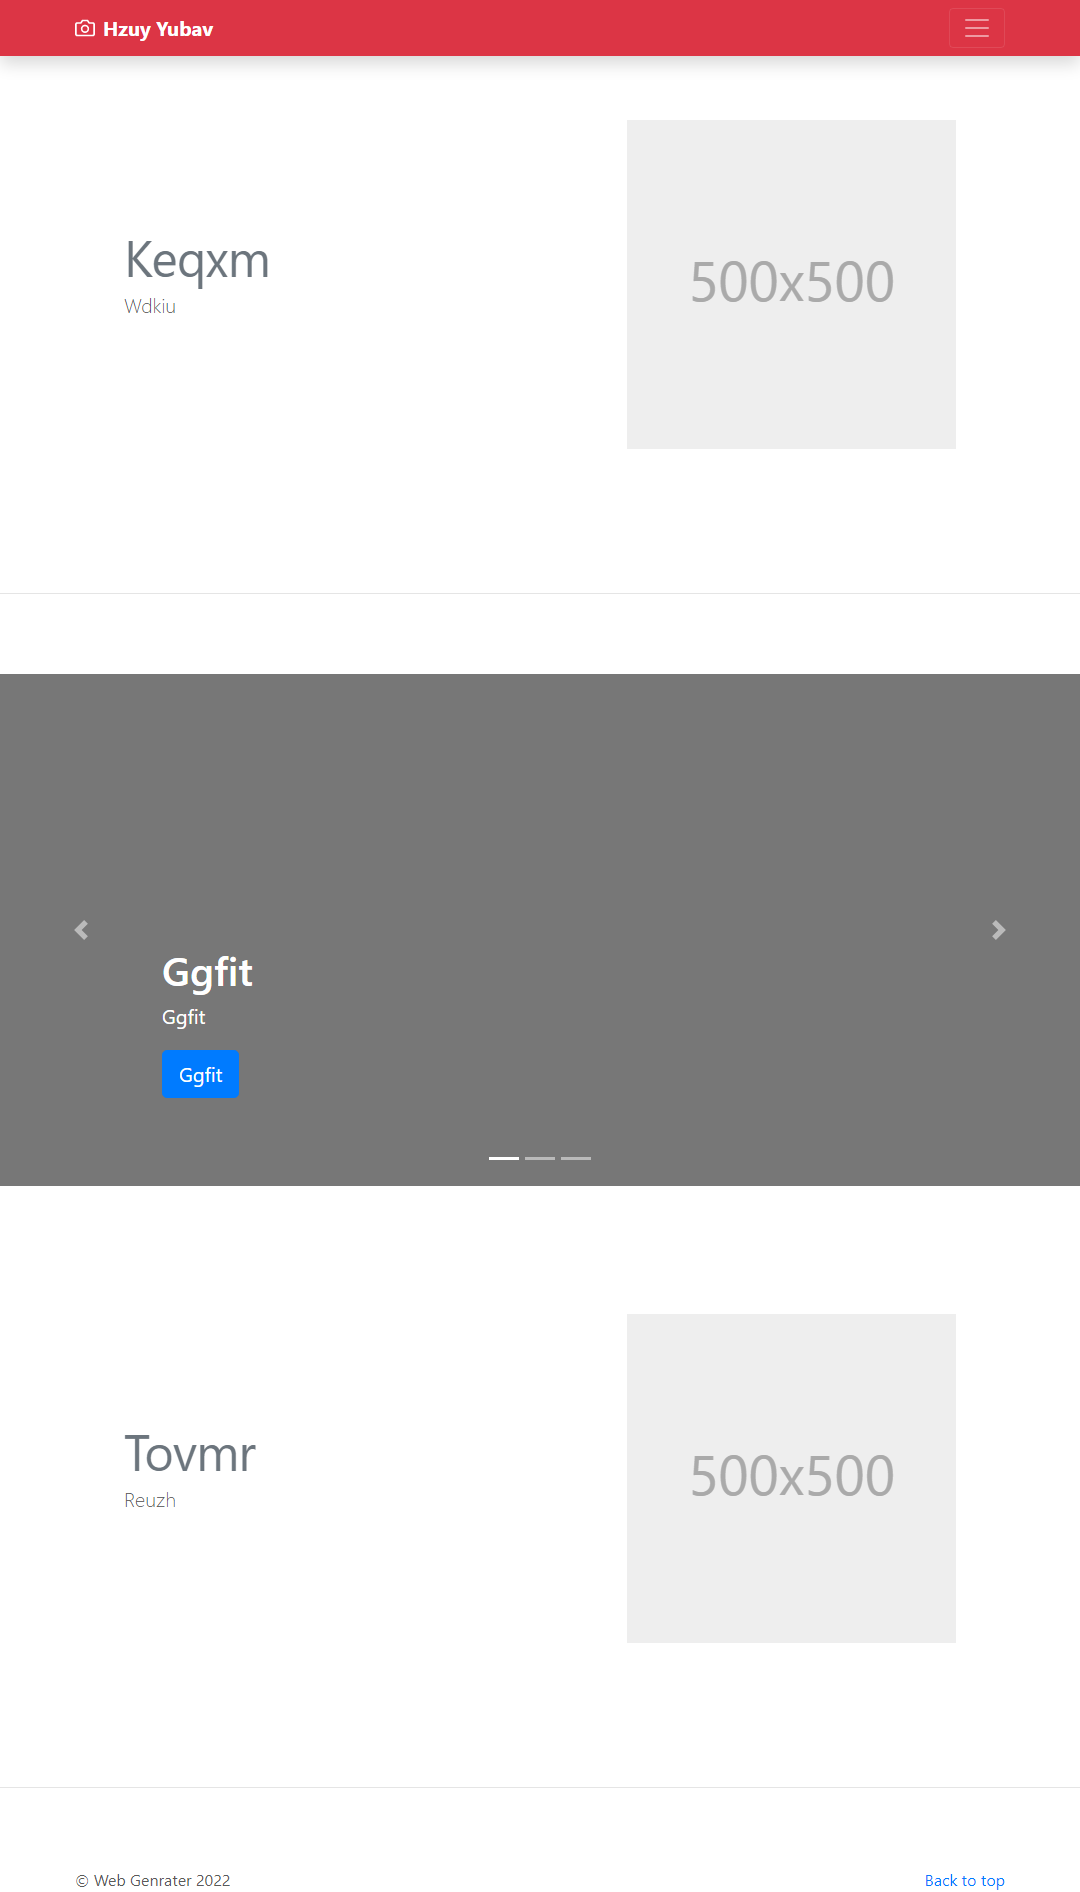 Hzuy Yubav
Keqxm
Wdkiu
500x500
Ggfit
Ggfit
Ggfit
Tovmr
Reuzh
500x500
© Web Genrater 2022
Back to top